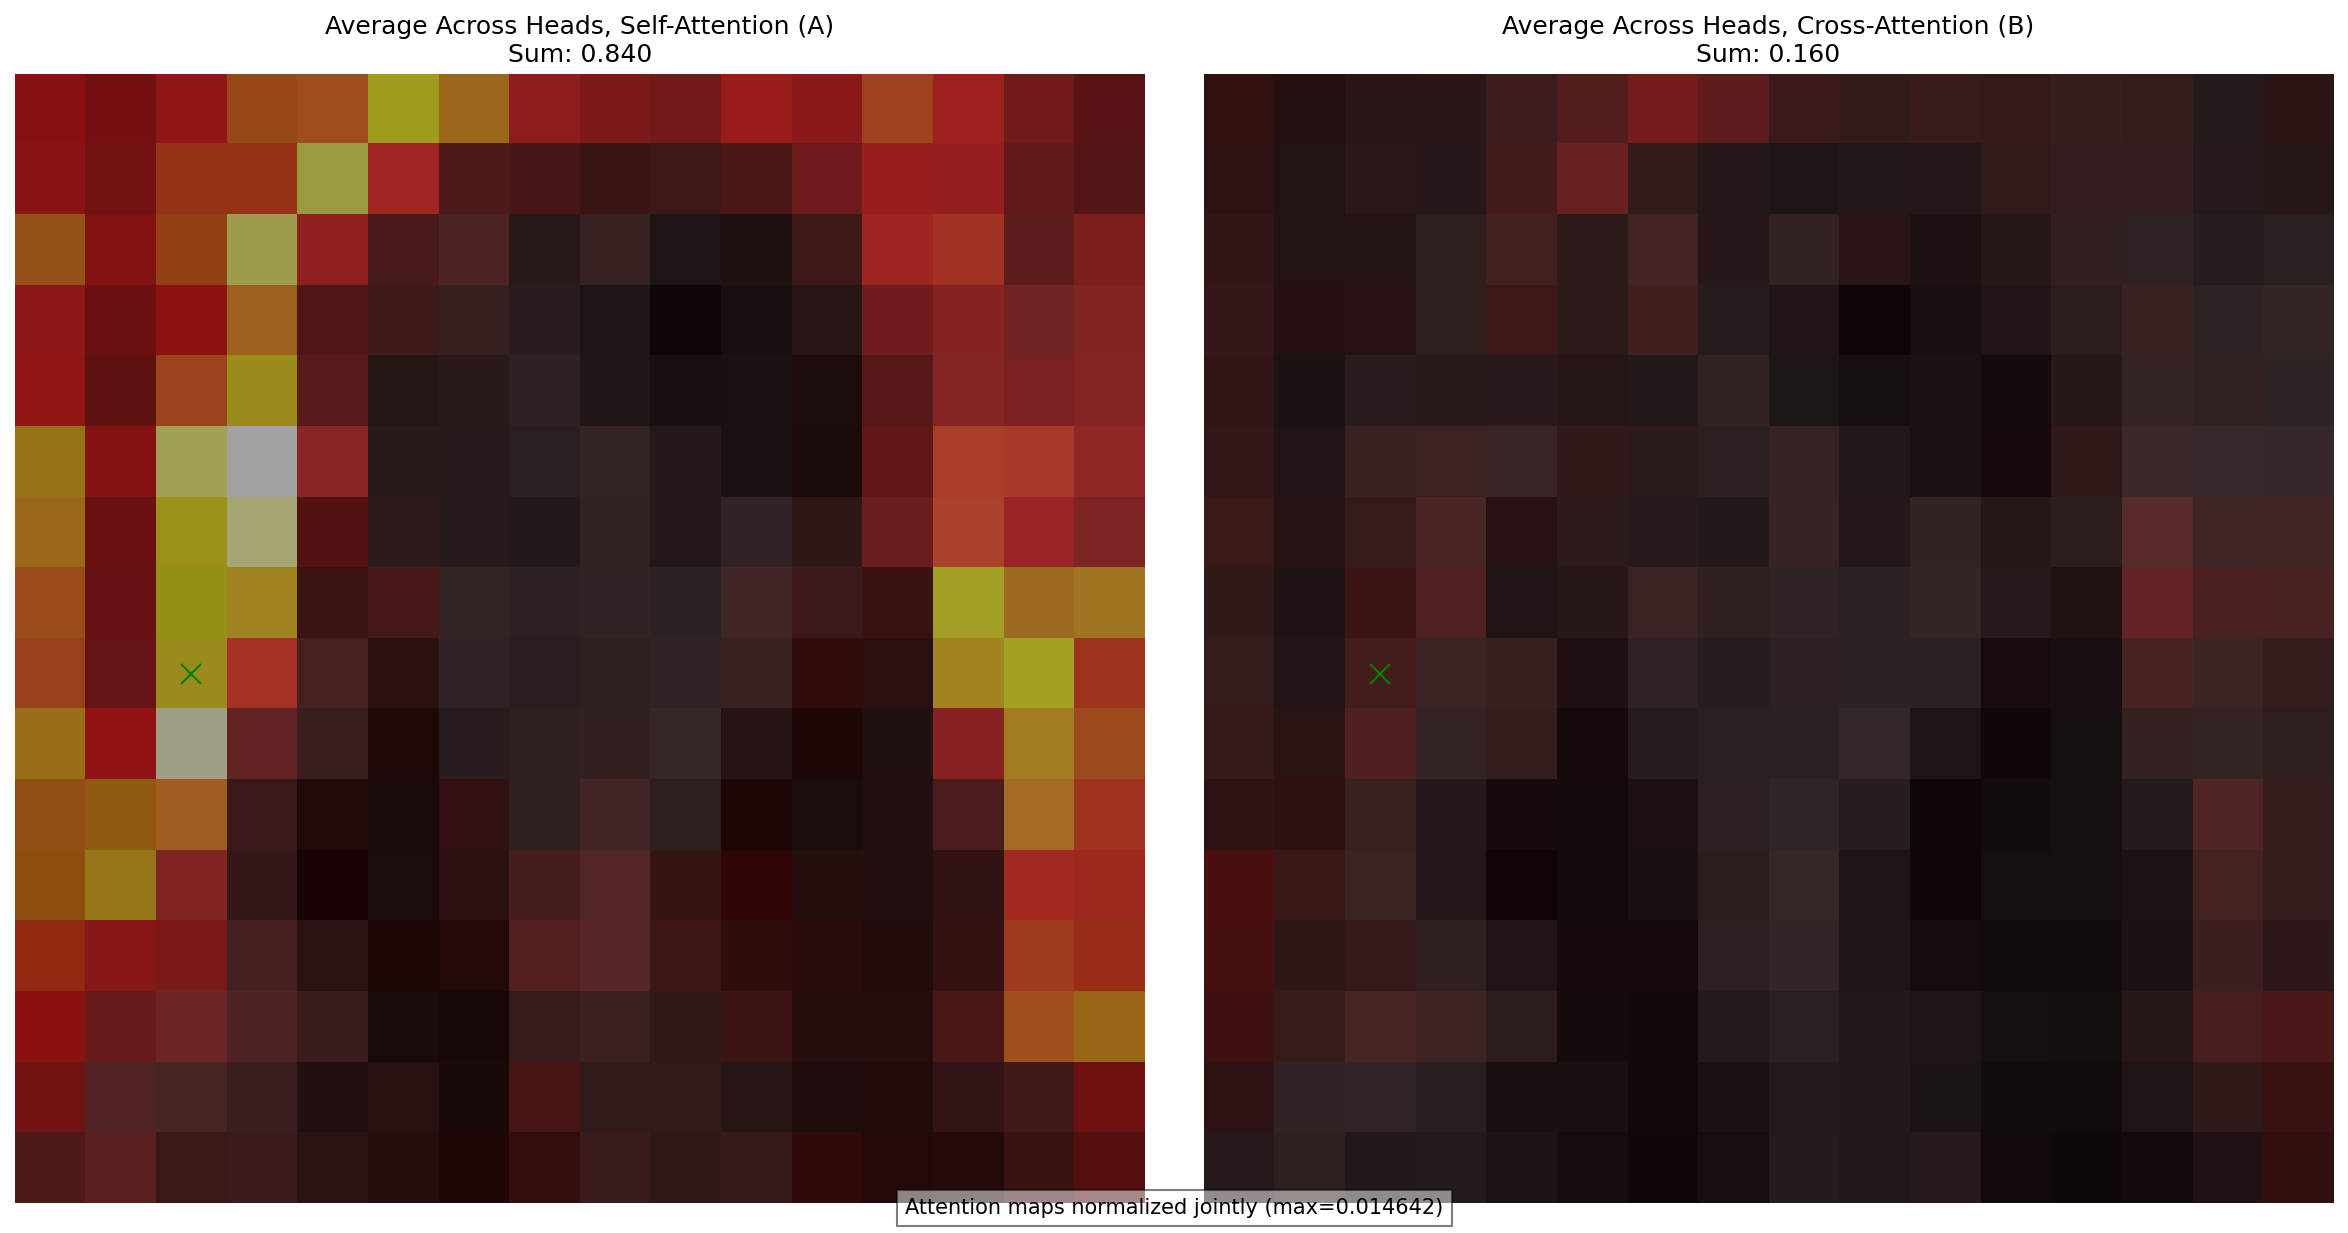 Average Across Heads, Self-Attention (A)
Sum: 0.840
Average Across Heads, Cross-Attention (B)
Sum: 0.160
Attention maps normalized jointly (max=0.014642)